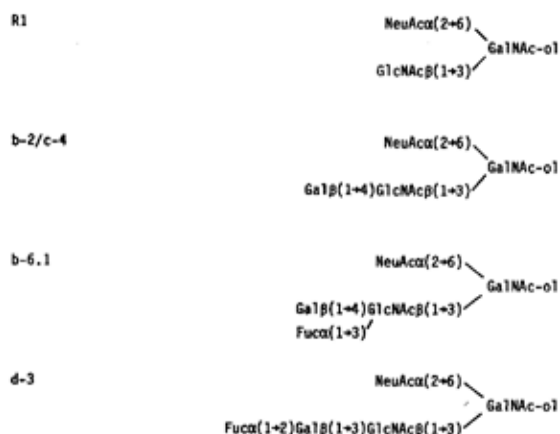 R1
NeuAcα(2→6)
GalNAc-ol
GlcNAcβ(1→3)
b-2/c-4
NeuAcα(2→6)
GalNAc-ol
Galβ(1→4)GlcNAcβ(1→3)
b-6.1
NeuAcα(2→6)
GalNAc-ol
Galβ(1→4)GlcNAcβ(1→3)
Fucα(1→3)
d-3
NeuAcα(2→6)
GalNAc-ol
Fucα(1→2)Galβ(1→3)GlcNAcβ(1→3)